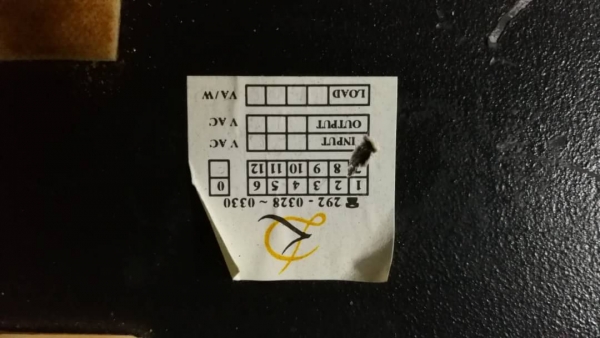 292 - 0328 ~ 0330
1 2 3 4 5 6 0
8 9 10 11 12
INPUT V AC
OUTPUT V AC
LOAD VA/W